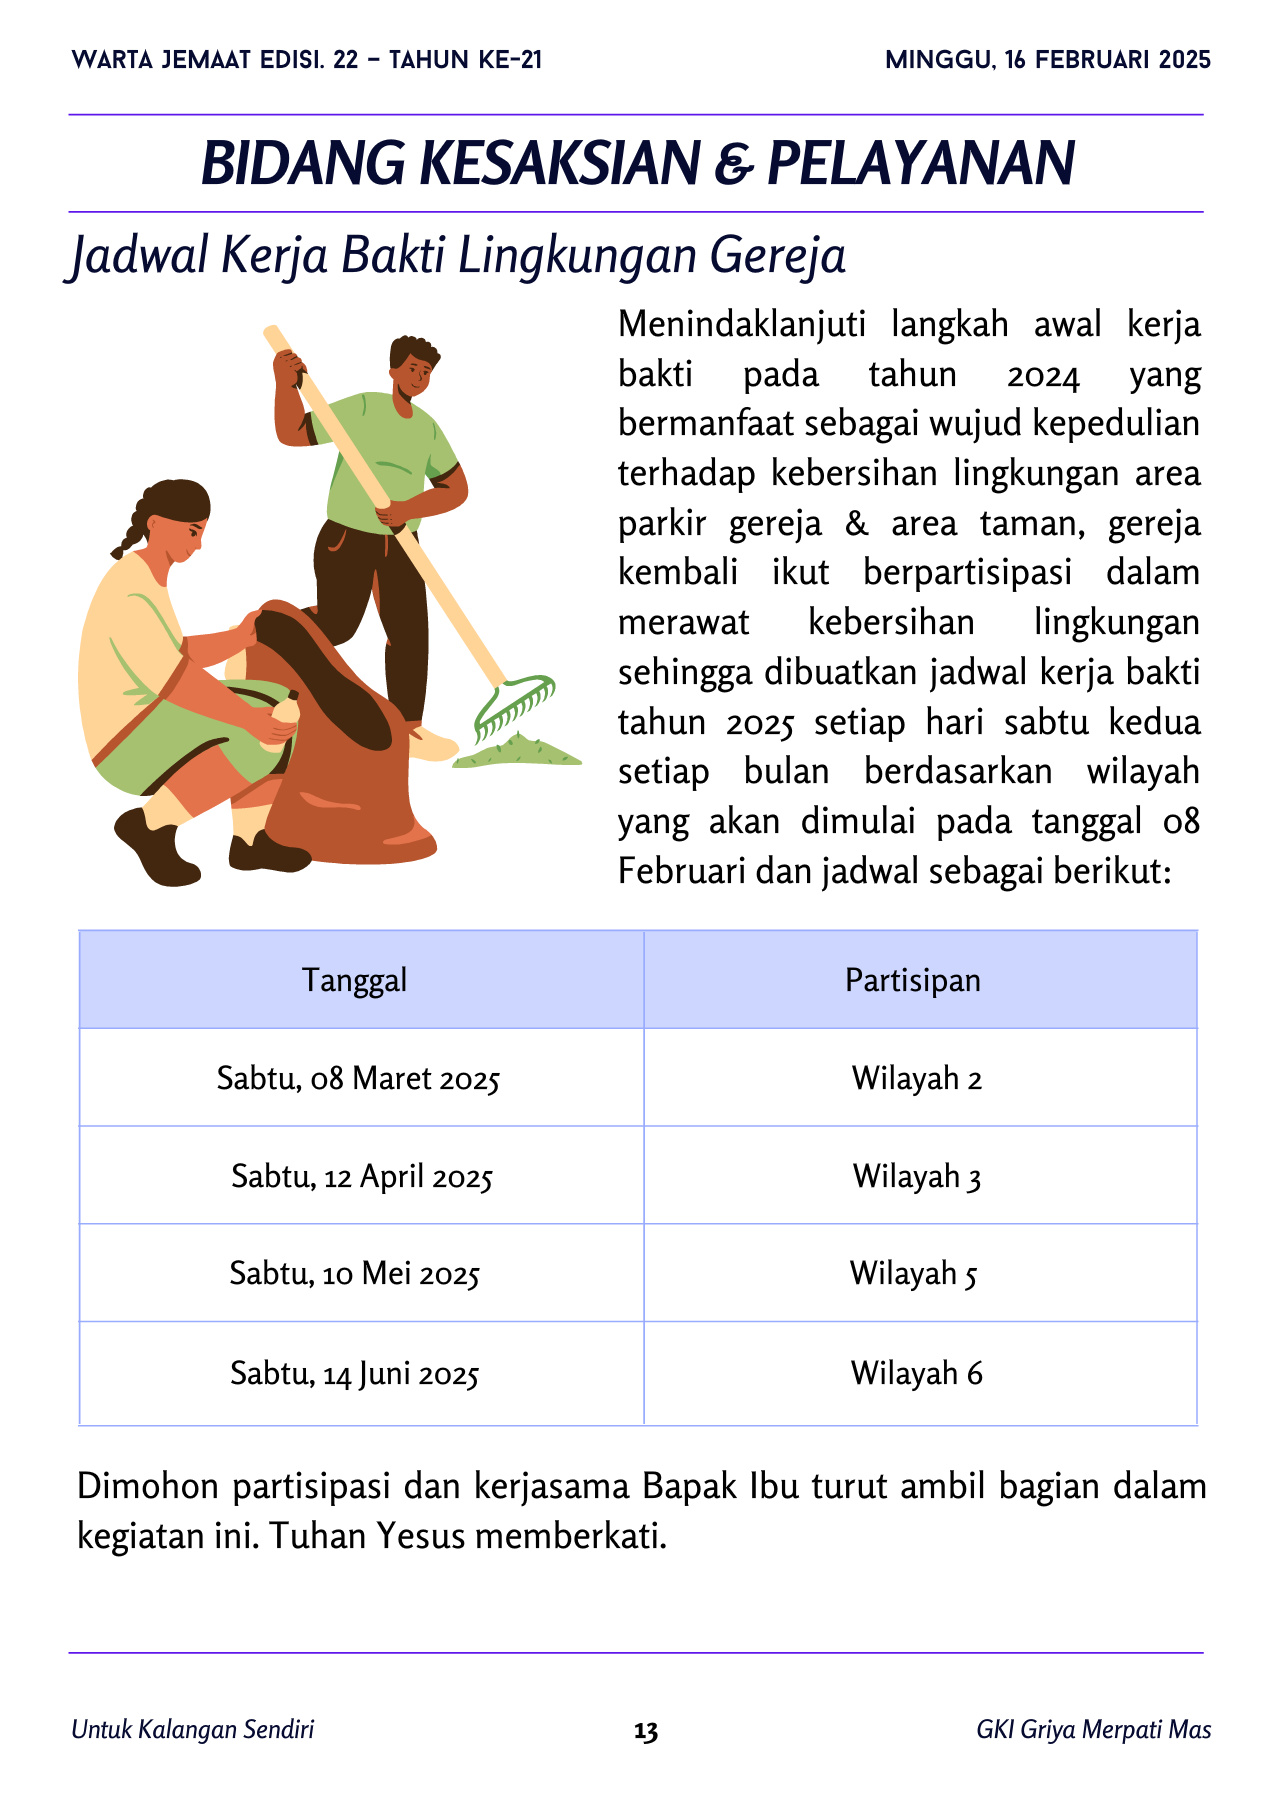 WARTA JEMAAT EDISI. 22 – TAHUN KE-21
MINGGU, 16 FEBRUARI 2025
BIDANG KESAKSIAN & PELAYANAN
Jadwal Kerja Bakti Lingkungan Gereja
Menindaklanjuti langkah awal kerja
bakti pada tahun 2024 yang
bermanfaat sebagai wujud kepedulian
terhadap kebersihan lingkungan area
parkir gereja & area taman, gereja
kembali ikut berpartisipasi dalam
merawat kebersihan lingkungan
sehingga dibuatkan jadwal kerja bakti
tahun 2025 setiap hari sabtu kedua
setiap bulan berdasarkan wilayah
yang akan dimulai pada tanggal 08
Februari dan jadwal sebagai berikut:
Tanggal Partisipan
Sabtu, 08 Maret 2025 Wilayah 2
Sabtu, 12 April 2025 Wilayah 3
Sabtu, 10 Mei 2025 Wilayah 5
Sabtu, 14 Juni 2025 Wilayah 6
Dimohon partisipasi dan kerjasama Bapak Ibu turut ambil bagian dalam
kegiatan ini. Tuhan Yesus memberkati.
Untuk Kalangan Sendiri
13
GKI Griya Merpati Mas